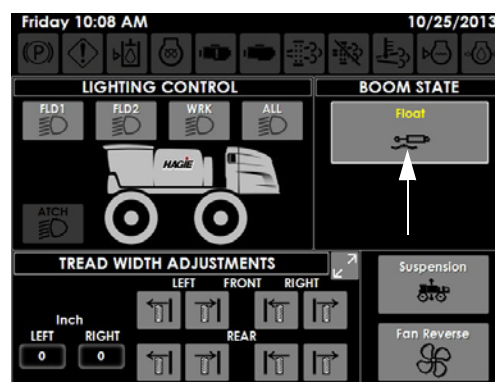 Friday 10:08 AM 10/25/2013
(P)
LIGHTING CONTROL BOOM STATE
FLD1 FLD2 WRK ALL
Float
HAGIE
ATCH
TREAD WIDTH ADJUSTMENTS
Suspension
LEFT FRONT RIGHT
Inch
LEFT RIGHT REAR
Fan Reverse
0 0